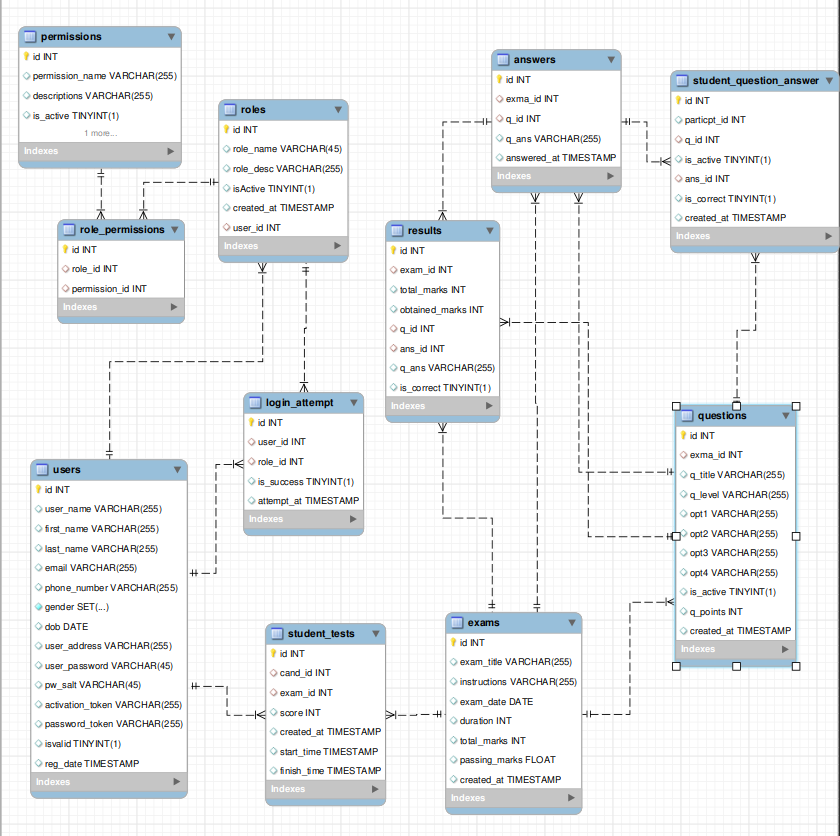 permissions
id INT
permission_name VARCHAR(255)
descriptions VARCHAR(255)
is_active TINYINT(1)
1 more...
Indexes
roles
id INT
role_name VARCHAR(45)
role_desc VARCHAR(255)
isActive TINYINT(1)
created_at TIMESTAMP
user_id INT
Indexes
role_permissions
id INT
role_id INT
permission_id INT
Indexes
answers
id INT
exma_id INT
q_id INT
q_ans VARCHAR(255)
answered_at TIMESTAMP
Indexes
student_question_answer
id INT
particpt_id INT
q_id INT
is_active TINYINT(1)
ans_id INT
is_correct TINYINT(1)
created_at TIMESTAMP
Indexes
results
id INT
exam_id INT
total_marks INT
obtained_marks INT
q_id INT
ans_id INT
q_ans VARCHAR(255)
is_correct TINYINT(1)
Indexes
login_attempt
id INT
user_id INT
role_id INT
is_success TINYINT(1)
attempt_at TIMESTAMP
Indexes
questions
id INT
exma_id INT
q_title VARCHAR(255)
q_level VARCHAR(255)
opt1 VARCHAR(255)
opt2 VARCHAR(255)
opt3 VARCHAR(255)
opt4 VARCHAR(255)
is_active TINYINT(1)
q_points INT
created_at TIMESTAMP
Indexes
users
id INT
user_name VARCHAR(255)
first_name VARCHAR(255)
last_name VARCHAR(255)
email VARCHAR(255)
phone_number VARCHAR(255)
gender SET(...)
dob DATE
user_address VARCHAR(255)
user_password VARCHAR(45)
pw_salt VARCHAR(45)
activation_token VARCHAR(255)
password_token VARCHAR(255)
isvalid TINYINT(1)
reg_date TIMESTAMP
Indexes
student_tests
id INT
cand_id INT
exam_id INT
score INT
created_at TIMESTAMP
start_time TIMESTAMP
finish_time TIMESTAMP
Indexes
exams
id INT
exam_title VARCHAR(255)
instructions VARCHAR(255)
exam_date DATE
duration INT
total_marks INT
passing_marks FLOAT
created_at TIMESTAMP
Indexes